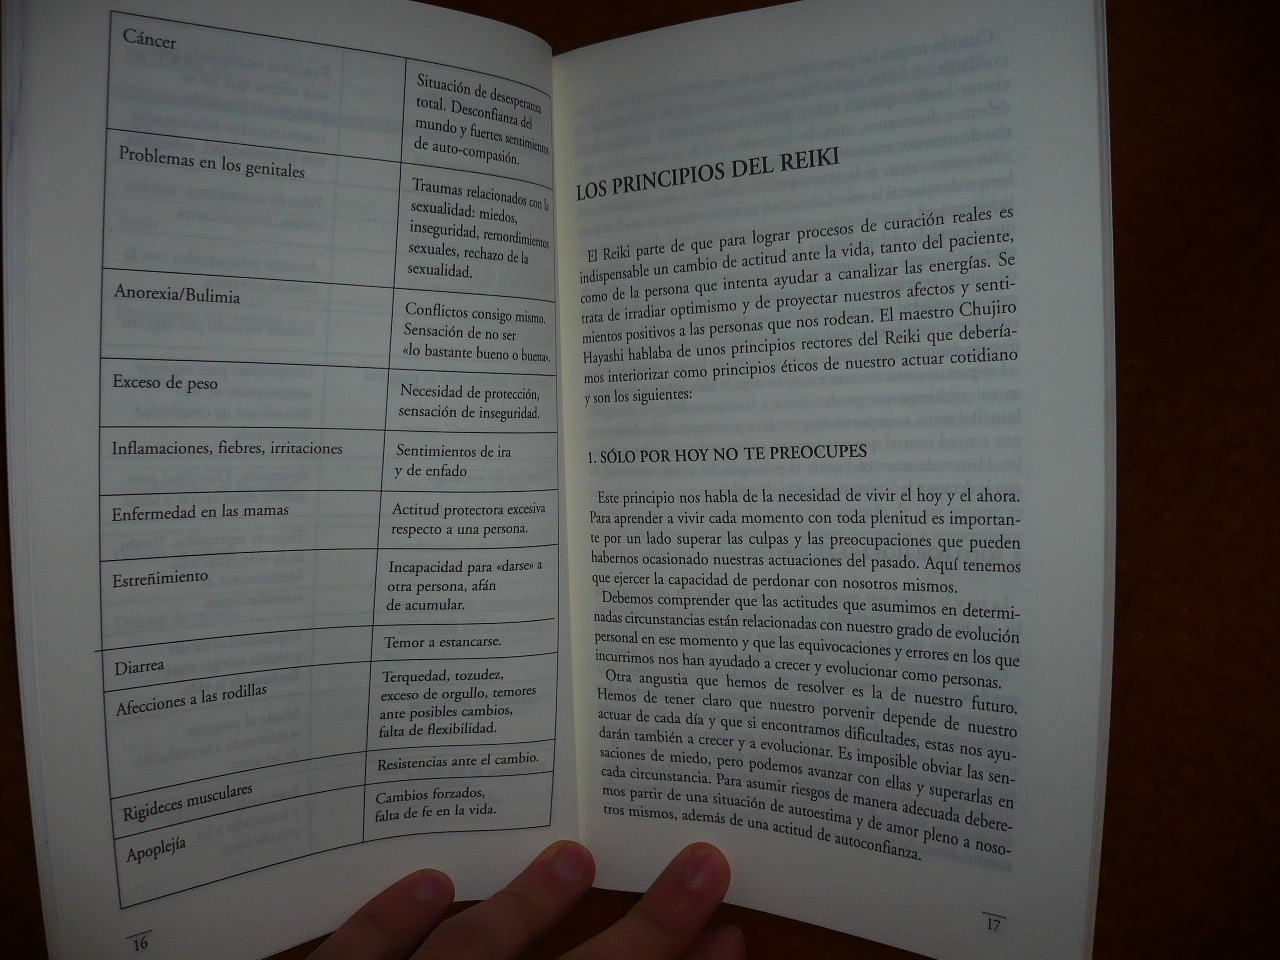 Cáncer
Situación de desesperanza
total. Desconfianza del
mundo y fuertes sentimientos
de auto-compasión.
Problemas en los genitales
Traumas relacionados con la
sexualidad: miedos,
inseguridad, remordimientos
sexuales, rechazo de la
sexualidad.
Anorexia/Bulimia
Conflictos consigo mismo.
Sensación de no ser
«lo bastante bueno o buena».
Exceso de peso
Necesidad de protección,
sensación de inseguridad.
Inflamaciones, fiebres, irritaciones
Sentimientos de ira
y de enfado
Enfermedad en las mamas
Actitud protectora excesiva
respecto a una persona.
Estreñimiento
Incapacidad para «darse» a
otra persona, afán
de acumular.
Diarrea
Temor a estancarse.
Afecciones a las rodillas
Terquedad, tozudez,
exceso de orgullo, temores
ante posibles cambios,
falta de flexibilidad.
Rigideces musculares
Resistencias ante el cambio.
Apoplejía
Cambios forzados,
falta de fe en la vida.
16
LOS PRINCIPIOS DEL REIKI
El Reiki parte de que para lograr procesos de curación reales es
indispensable un cambio de actitud ante la vida, tanto del paciente,
como de la persona que intenta ayudar a canalizar las energías. Se
trata de irradiar optimismo y de proyectar nuestros afectos y senti-
mientos positivos a las personas que nos rodean. El maestro Chujiro
Hayashi hablaba de unos principios rectores del Reiki que debería-
mos interiorizar como principios éticos de nuestro actuar cotidiano
y son los siguientes:
1. SÓLO POR HOY NO TE PREOCUPES
Este principio nos habla de la necesidad de vivir el hoy y el ahora.
Para aprender a vivir cada momento con toda plenitud es importan-
te por un lado superar las culpas y las preocupaciones que pueden
habernos ocasionado nuestras actuaciones del pasado. Aquí tenemos
que ejercer la capacidad de perdonar con nosotros mismos.
Debemos comprender que las actitudes que asumimos en determi-
nadas circunstancias están relacionadas con nuestro grado de evolución
personal en ese momento y que las equivocaciones y errores en los que
incurrimos nos han ayudado a crecer y evolucionar como personas.
Otra angustia que hemos de resolver es la de nuestro futuro.
Hemos de tener claro que nuestro porvenir depende de nuestro
actuar de cada día y que si encontramos dificultades, estas nos ayu-
darán también a crecer y a evolucionar. Es imposible obviar las sen-
saciones de miedo, pero podemos avanzar con ellas y superarlas en
cada circunstancia. Para asumir riesgos de manera adecuada debere-
mos partir de una situación de autoestima y de amor pleno a noso-
tros mismos, además de una actitud de autoconfianza.
17